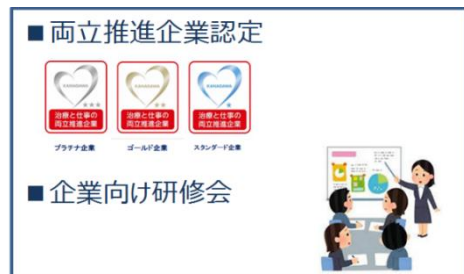 ■ 両立推進企業認定
治療と仕事の
両立推進企業
治療と仕事の
両立推進企業
治療と仕事の
両立推進企業
プラチナ企業
ゴールド企業
スタンダード企業
■ 企業向け研修会